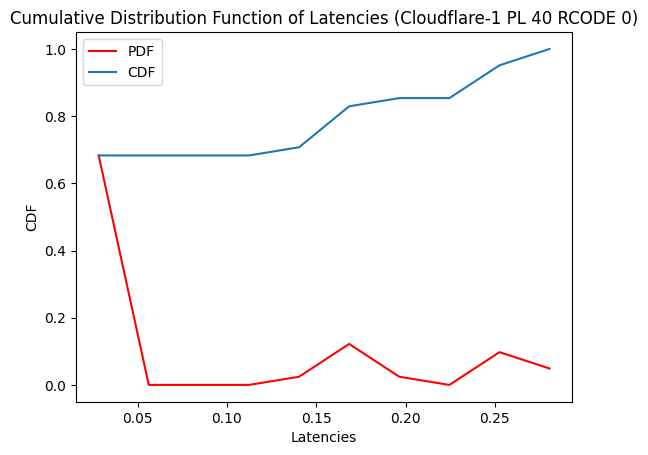 Cumulative Distribution Function of Latencies (Cloudflare-1 PL 40 RCODE 0)
PDF
CDF
1.0
0.8
0.6
0.4
0.2
0.0
CDF
0.05 0.10 0.15 0.20 0.25
Latencies